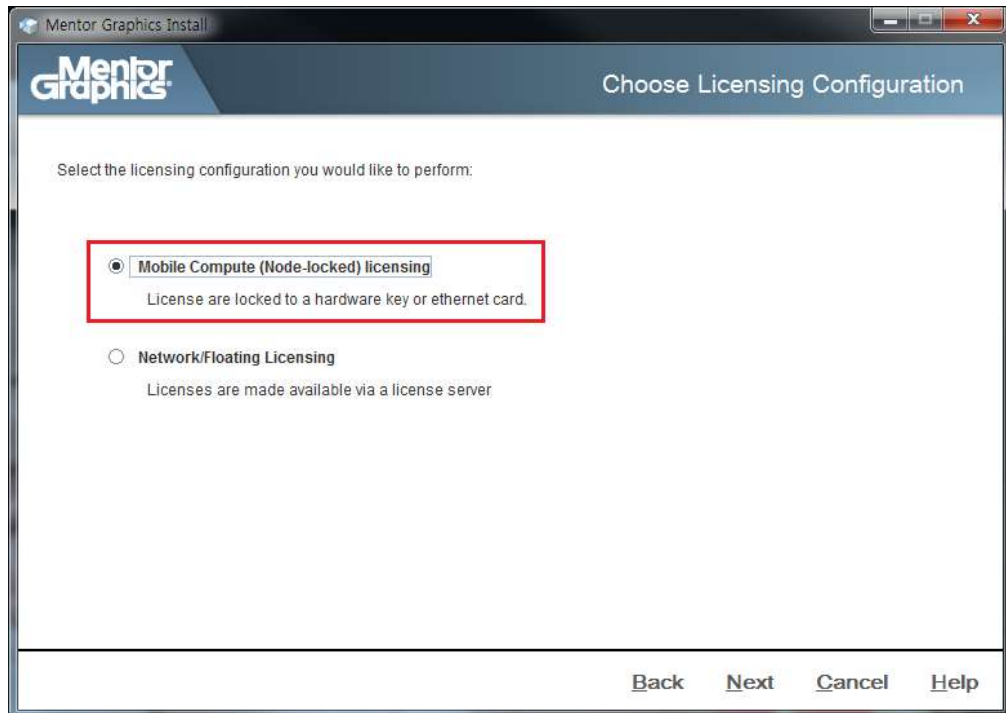 Mentor Graphics Install
Mentor
Graphics®
Choose Licensing Configuration
Select the licensing configuration you would like to perform:
Mobile Compute (Node-locked) licensing
License are locked to a hardware key or ethernet card.
Network/Floating Licensing
Licenses are made available via a license server
Back Next Cancel Help